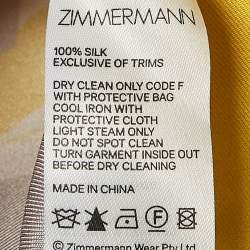 ZIMMERMANN
100% SILK
EXCLUSIVE OF TRIMS
DRY CLEAN ONLY CODE F
WITH PROTECTIVE BAG
COOL IRON WITH
PROTECTIVE CLOTH
LIGHT STEAM ONLY
DO NOT SPOT CLEAN
TURN GARMENT INSIDE OUT
BEFORE DRY CLEANING
MADE IN CHINA
F
© Zimmermann Wear Pty Ltd.